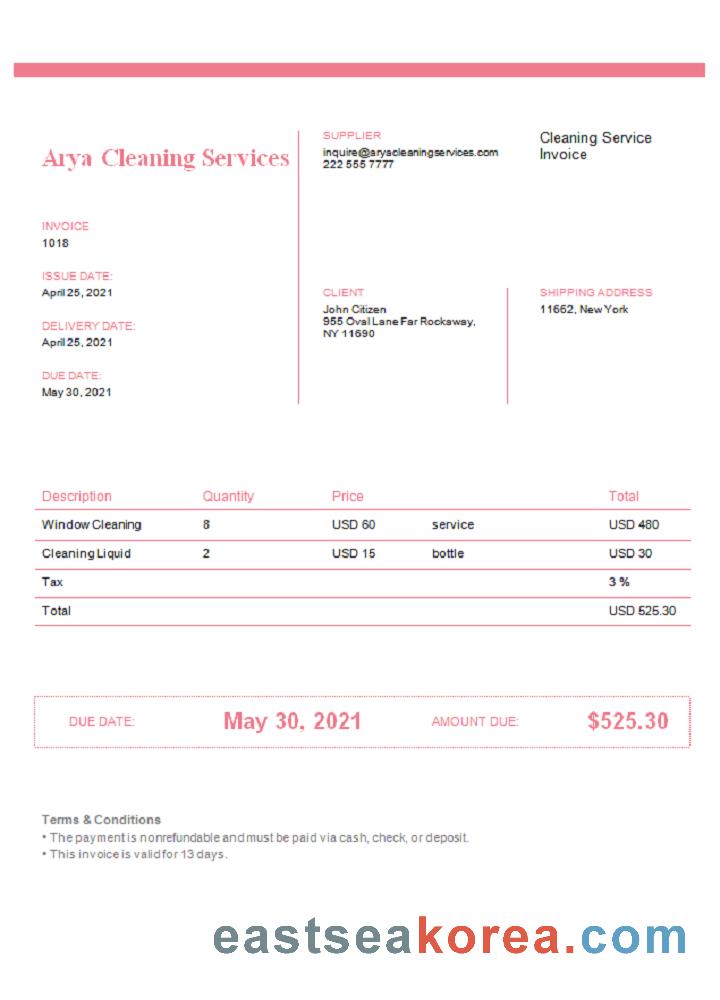 Arya Cleaning Services
SUPPLIER
inquire@aryacleaningservices.com
222 555 7777
Cleaning Service
Invoice
INVOICE
1018
ISSUE DATE:
April 25, 2021
DELIVERY DATE:
April 25, 2021
DUE DATE:
May 30, 2021
CLIENT
John Citizen
955 Oval Lane Far Rockaway,
NY 11690
SHIPPING ADDRESS
11662, New York
Description Quantity Price Total
Window Cleaning 8 USD 60 service USD 480
Cleaning Liquid 2 USD 15 bottle USD 30
Tax 3 %
Total USD 525.30
DUE DATE: May 30, 2021 AMOUNT DUE: $525.30
Terms & Conditions
• The payment is nonrefundable and must be paid via cash, check, or deposit.
• This invoice is valid for 13 days.
eastseakorea.com